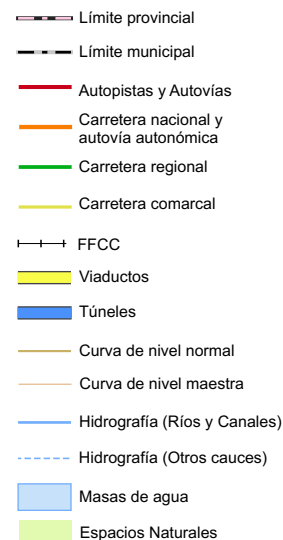 Límite provincial
Límite municipal
Autopistas y Autovías
Carretera nacional y
autovía autonómica
Carretera regional
Carretera comarcal
FFCC
Viaductos
Túneles
Curva de nivel normal
Curva de nivel maestra
Hidrografía (Ríos y Canales)
Hidrografía (Otros cauces)
Masas de agua
Espacios Naturales